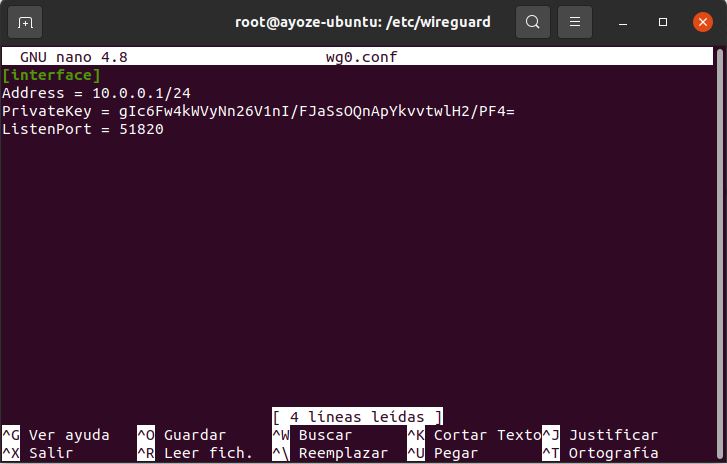 root@ayoze-ubuntu: /etc/wireguard
GNU nano 4.8 wg0.conf
[interface]
Address = 10.0.0.1/24
PrivateKey = gIc6Fw4kWVyNn26V1nI/FJaSsOQnApYkvvtwlH2/PF4=
ListenPort = 51820
[ 4 líneas leídas ]
^G Ver ayuda ^O Guardar ^W Buscar ^K Cortar Texto ^J Justificar
^X Salir ^R Leer fich. ^\ Reemplazar ^U Pegar ^T Ortografía